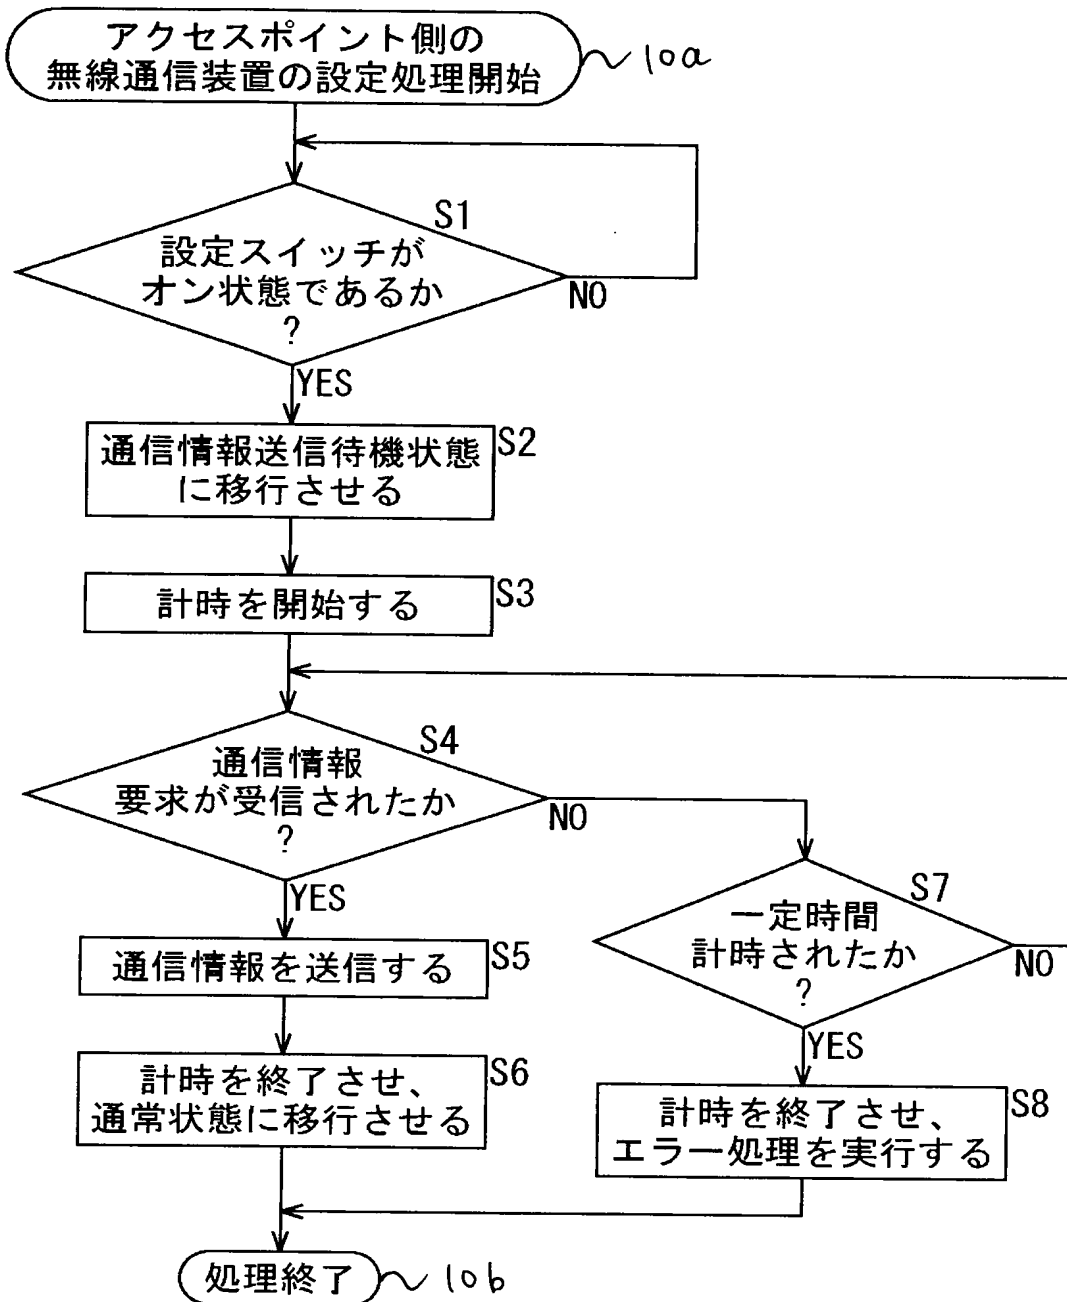 アクセスポイント側の
無線通信装置の設定処理開始
10a
S1
設定スイッチが
オン状態であるか
?
NO
YES
通信情報送信待機状態
に移行させる
S2
計時を開始する
S3
S4
通信情報
要求が受信されたか
?
NO
YES
S7
一定時間
計時されたか
?
NO
YES
通信情報を送信する
S5
計時を終了させ、
通常状態に移行させる
S6
計時を終了させ、
エラー処理を実行する
S8
処理終了
10b